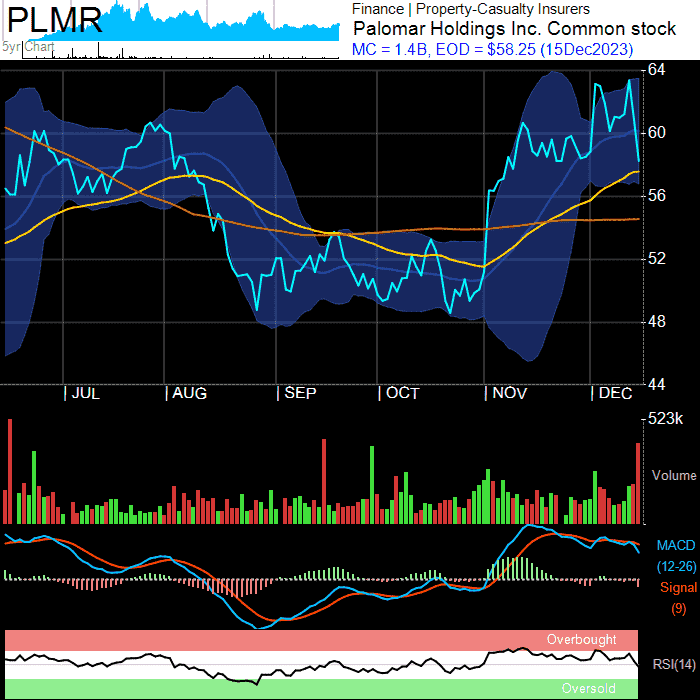 PLMR
5yr Chart
Finance | Property-Casualty Insurers
Palomar Holdings Inc. Common stock
MC = 1.4B, EOD = $58.25 (15Dec2023)
64
60
56
52
48
44
| JUL | AUG | SEP | OCT | NOV | DEC
523k
Volume
MACD
(12-26)
Signal
(9)
Overbought
RSI(14)
Oversold